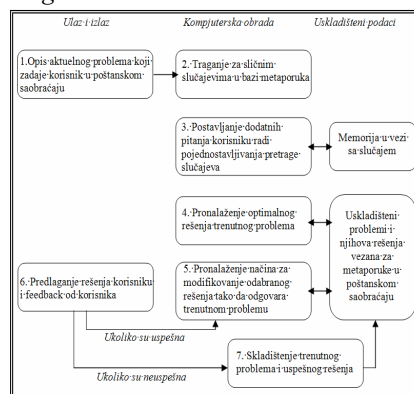 Ulaz i izlaz
Kompjuterska obrada
Uskladišteni podaci
1.Opis aktuelnog problema koji
zadaje korisnik u poštanskom
saobraćaju
2. Traganje za sličnim
slučajevima u bazi metaporuka
3. Postavljanje dodatnih
pitanja korisniku radi
pojednostavljivanja pretrage
slučajeva
Memorija u vezi
sa slučajem
4. Pronalaženje optimalnog
rešenja trenutnog problema
Uskladišteni
problemi i
njihova rešenja
vezana za
metaporuke u
poštanskom
saobraćaju
5. Pronalaženje načina za
modifikovanje odabranog
rešenja tako da odgovara
trenutnom problemu
6. Predlaganje rešenja korisniku
i feedback od korisnika
Ukoliko su uspešna
7. Skladištenje trenutnog
problema i uspešnog rešenja
Ukoliko su neuspešna